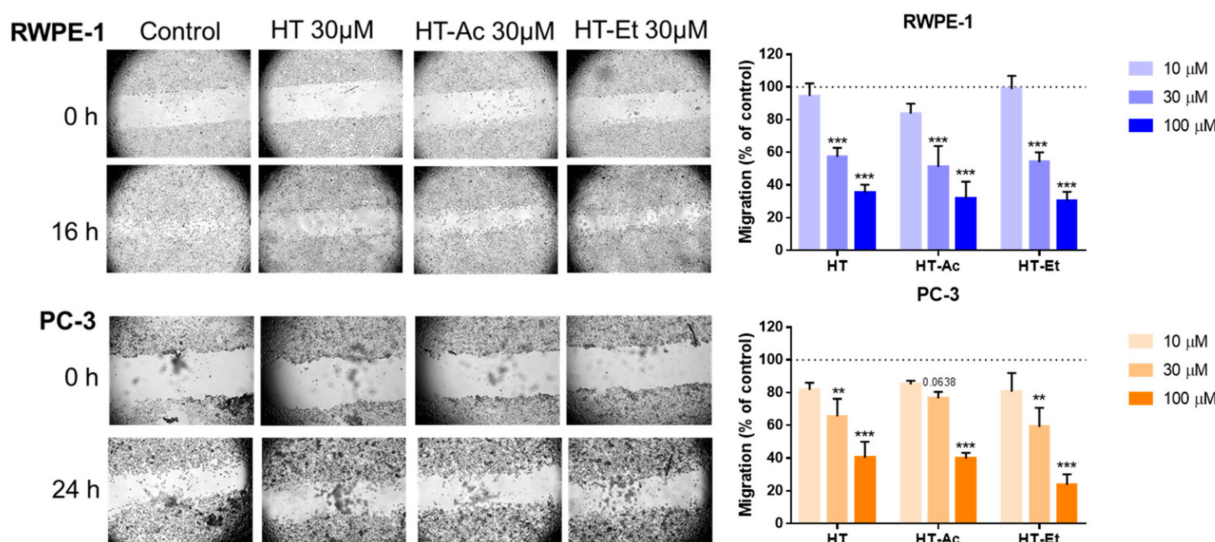 RWPE-1
Control
HT 30μM
HT-Ac 30μM
HT-Et 30μM
0 h
16 h
PC-3
0 h
24 h
RWPE-1
Migration (% of control)
120
100
80
60
40
20
0
***
***
***
***
***
***
HT
HT-Ac
HT-Et
10 μM
30 μM
100 μM
PC-3
Migration (% of control)
120
100
80
60
40
20
0
**
***
0.0638
***
**
***
HT
HT-Ac
HT-Et
10 μM
30 μM
100 μM